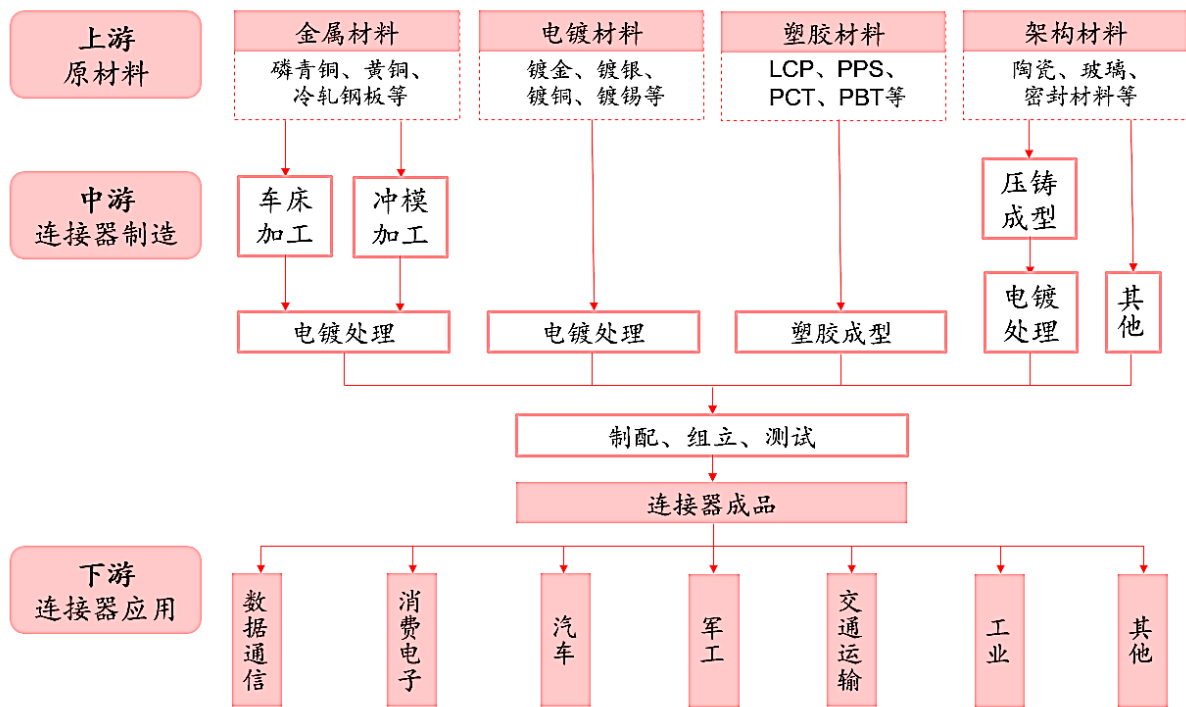 上游
原材料
金属材料
磷青铜、黄铜、
冷轧钢板等
电镀材料
镀金、镀银、
镀铜、镀锡等
塑胶材料
LCP、PPS、
PCT、PBT等
架构材料
陶瓷、玻璃、
密封材料等
中游
连接器制造
车床
加工
冲模
加工
压铸
成型
电镀处理
电镀处理
塑胶成型
电镀
处理
其他
制配、组立、测试
连接器成品
下游
连接器应用
数据通信
消费电子
汽车
军工
交通运输
工业
其他